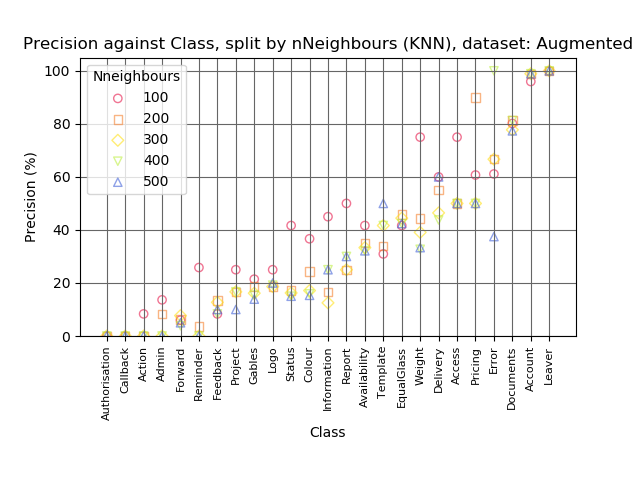 Precision against Class, split by nNeighbours (KNN), dataset: Augmented
Precision (%)
100
80
60
40
20
0
Nneighbours
100
200
300
400
500
Authorisation
Callback
Action
Admin
Forward
Reminder
Feedback
Project
Gables
Logo
Status
Colour
Information
Report
Availability
Template
EqualGlass
Weight
Delivery
Access
Pricing
Error
Documents
Account
Leaver
Class